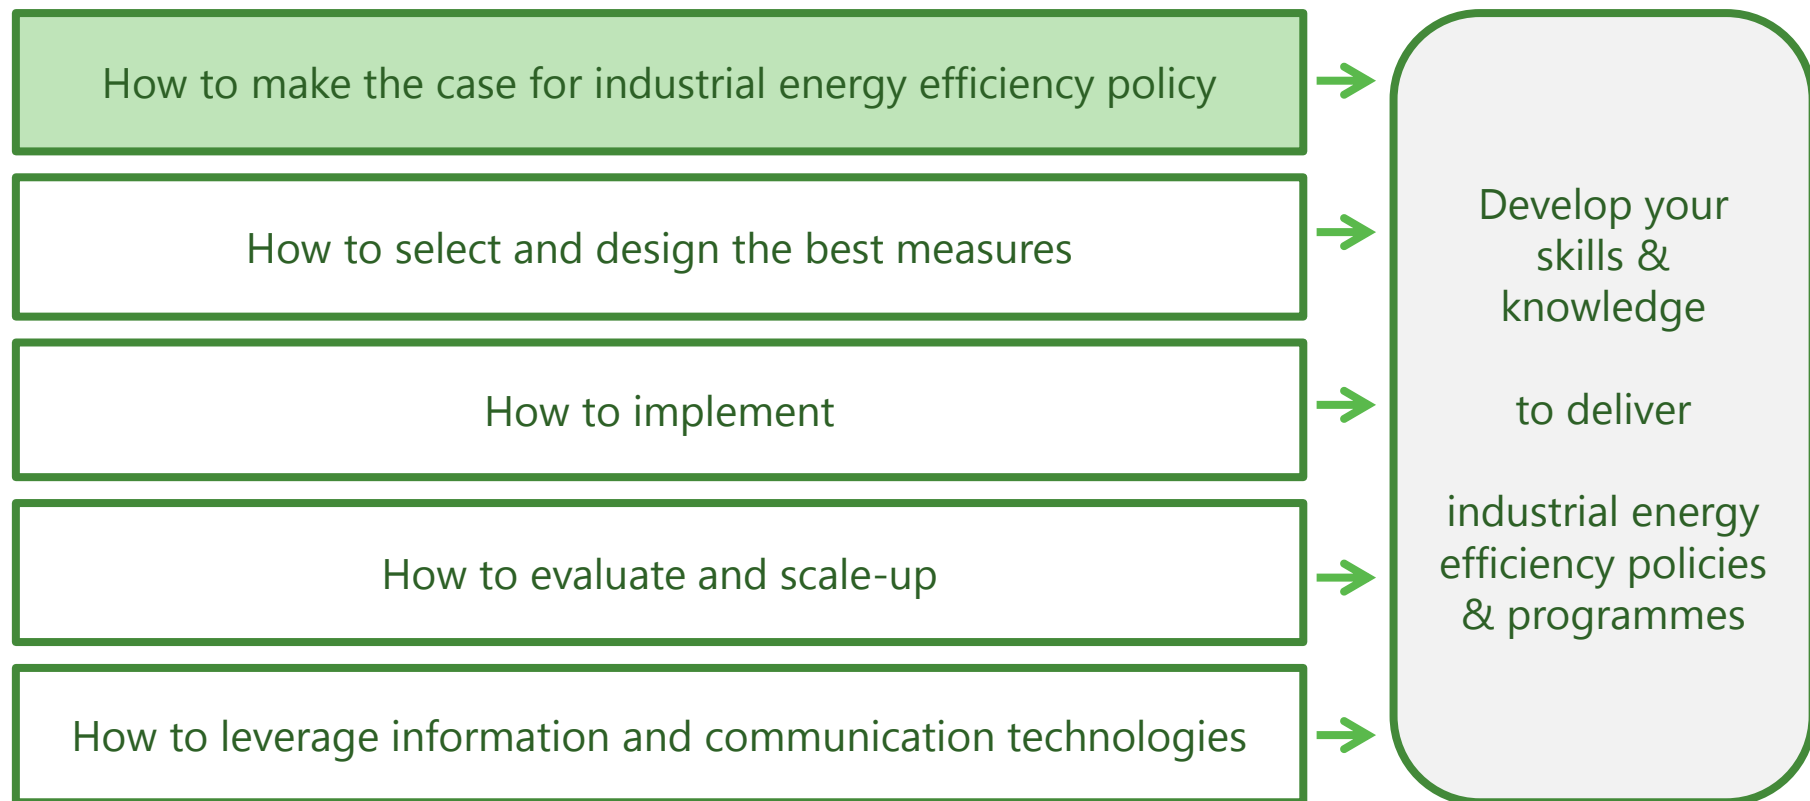 How to make the case for industrial energy efficiency policy
How to select and design the best measures
How to implement
How to evaluate and scale-up
How to leverage information and communication technologies
Develop your
skills &
knowledge
to deliver
industrial energy
efficiency policies
& programmes